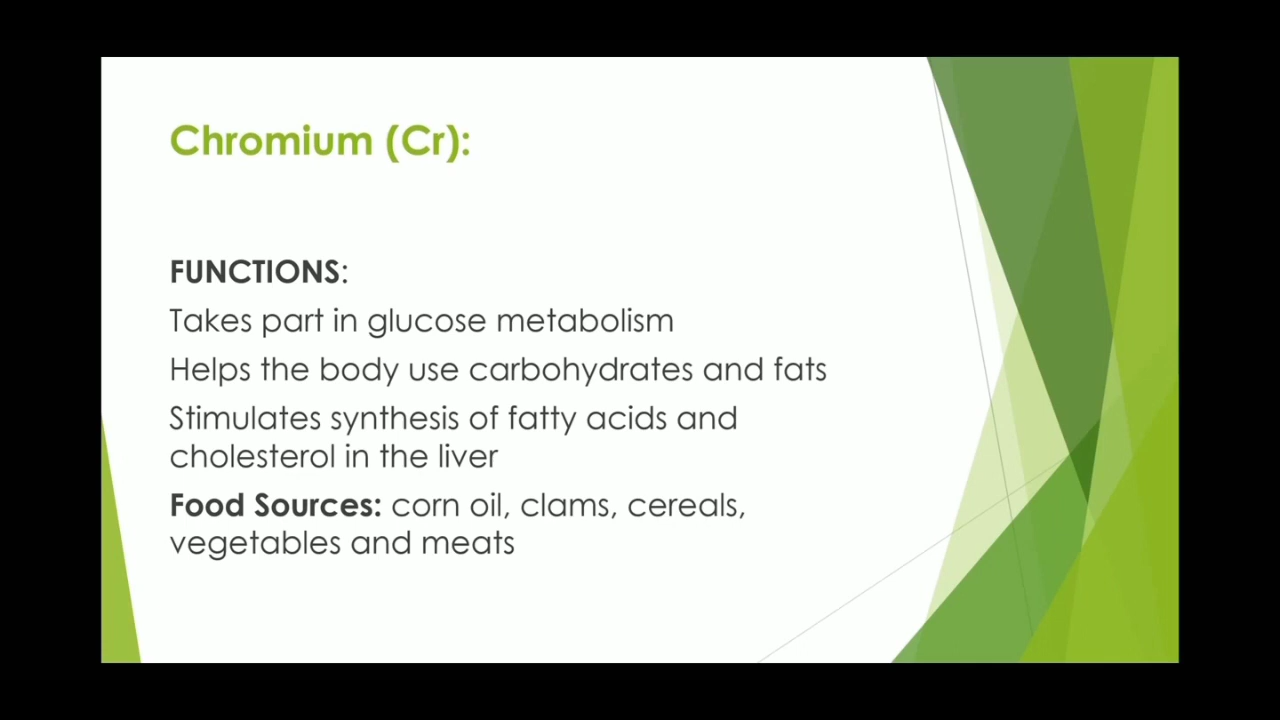 Chromium (Cr):
FUNCTIONS:
Takes part in glucose metabolism
Helps the body use carbohydrates and fats
Stimulates synthesis of fatty acids and
cholesterol in the liver
Food Sources: corn oil, clams, cereals,
vegetables and meats